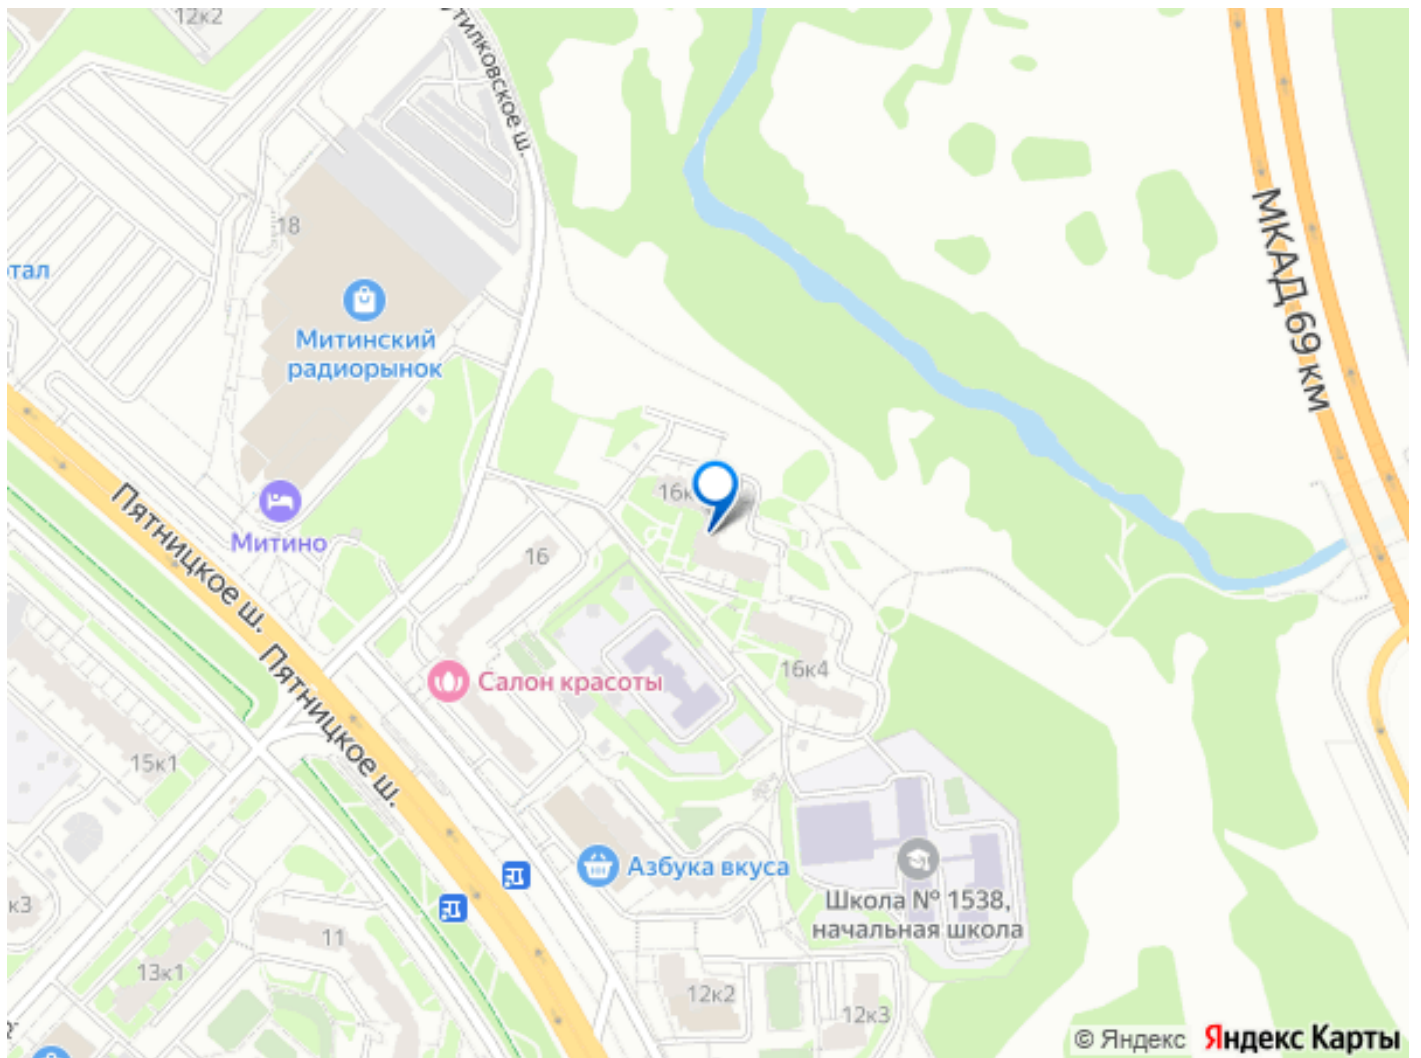 12к2
тилковское ш.
18
тал
Митинский
радиорынок
МКАД 69 км
Пятницкое ш.
Митино
16к
16
Пятницкое ш.
Салон красоты
16к4
15к1
Азбука вкуса
Школа № 1538,
начальная школа
к3
11
13к1
12к2
12к3
© Яндекс Яндекс Карты